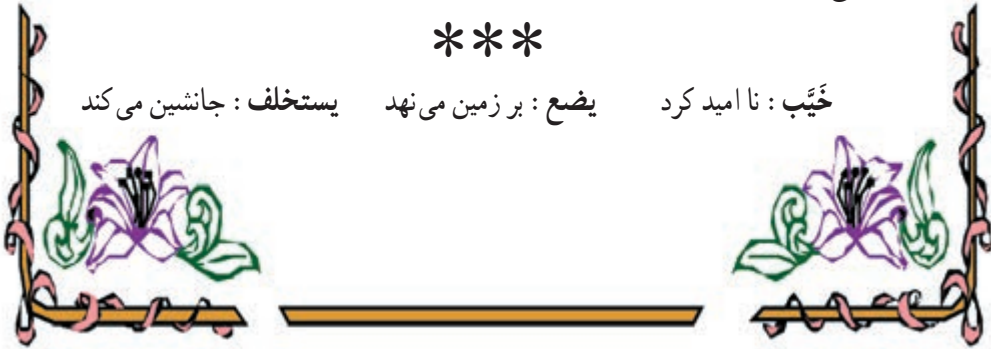 ***
خَيَّب : نا امید کرد یضع : بر زمین می‌نهد یستخلف : جانشین می‌کند